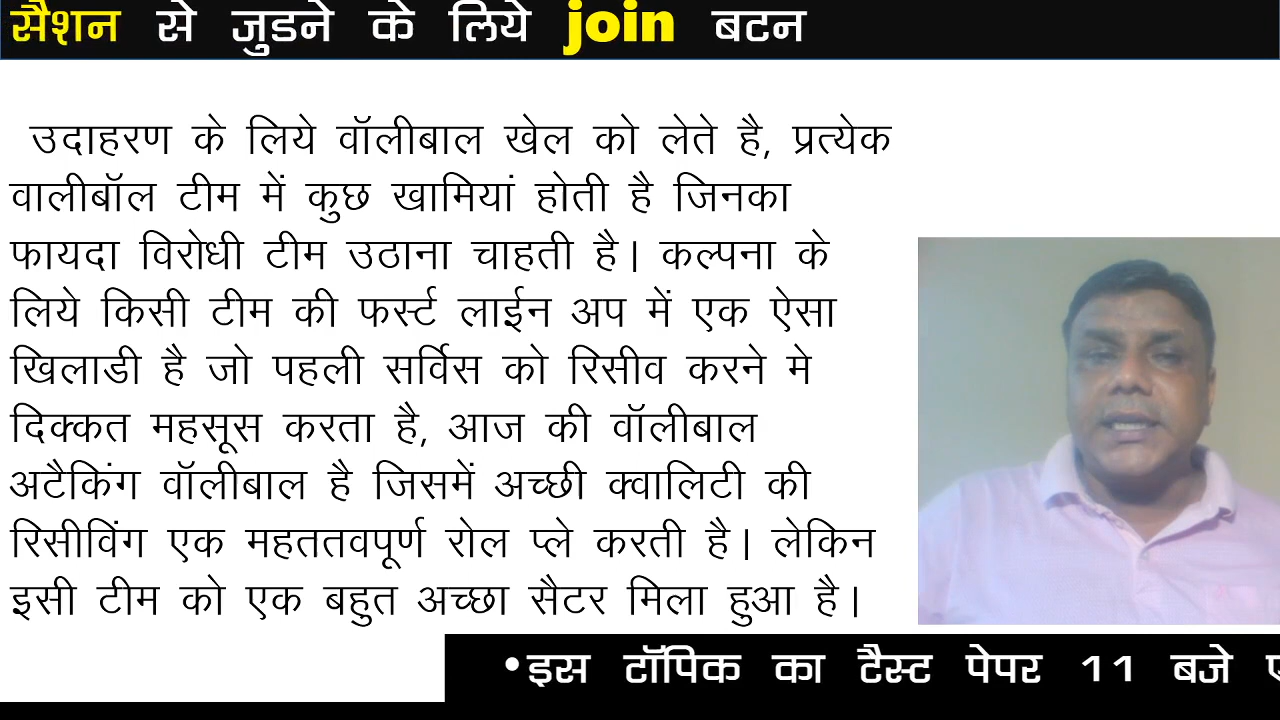 सैशन से जुडने के लिये join बटन
उदाहरण के लिये वॉलीबाल खेल को लेते है, प्रत्येक
वालीबॉल टीम में कुछ खामियां होती है जिनका
फायदा विरोधी टीम उठाना चाहती है। कल्पना के
लिये किसी टीम की फर्स्ट लाईन अप में एक ऐसा
खिलाडी है जो पहली सर्विस को रिसीव करने मे
दिक्कत महसूस करता है, आज की वॉलीबाल
अटैकिंग वॉलीबाल है जिसमें अच्छी क्वालिटी की
रिसीविंग एक महततवपूर्ण रोल प्ले करती है। लेकिन
इसी टीम को एक बहुत अच्छा सैटर मिला हुआ है।
•इस टॉपिक का टैस्ट पेपर 11 बजे